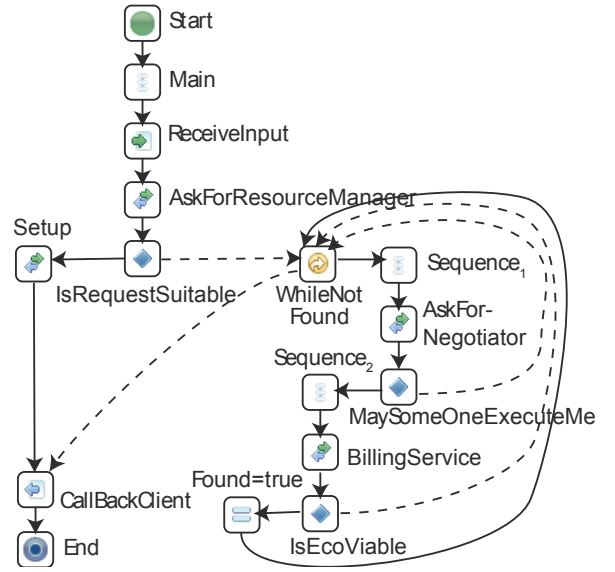 Start
Main
ReceiveInput
AskForResourceManager
Setup
IsRequestSuitable
WhileNot
Found
Sequence₁
AskFor-
Negotiator
Sequence₂
MaySomeOneExecuteMe
BillingService
Found=true
CallBackClient
IsEcoViable
End